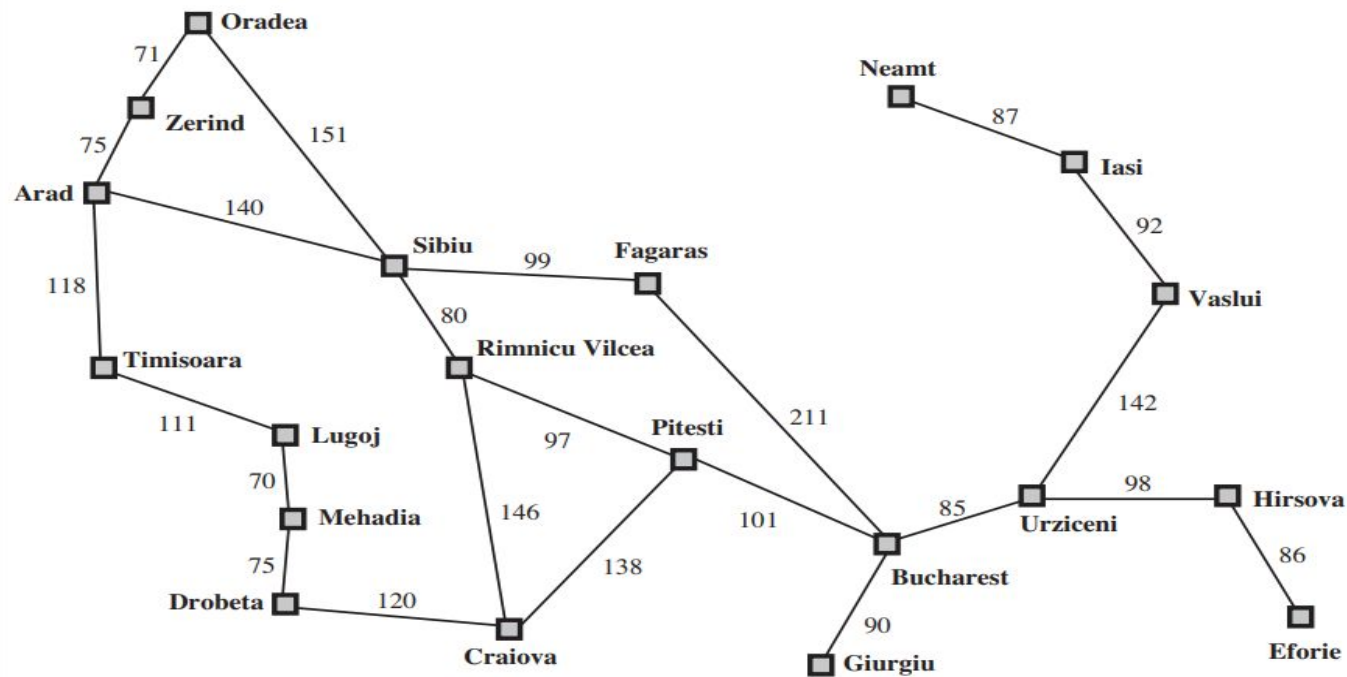 Oradea
71
Neamt
87
Zerind
151
75
Iasi
Arad
140
92
Sibiu
Fagaras
99
118
Vaslui
80
Timisoara
Rimnicu Vilcea
142
111
211
Lugoj
97
Pitesti
70
98
Mehadia
146
101
85
Urziceni
Hirsova
75
138
86
Bucharest
Drobeta
120
90
Craiova
Giurgiu
Eforie